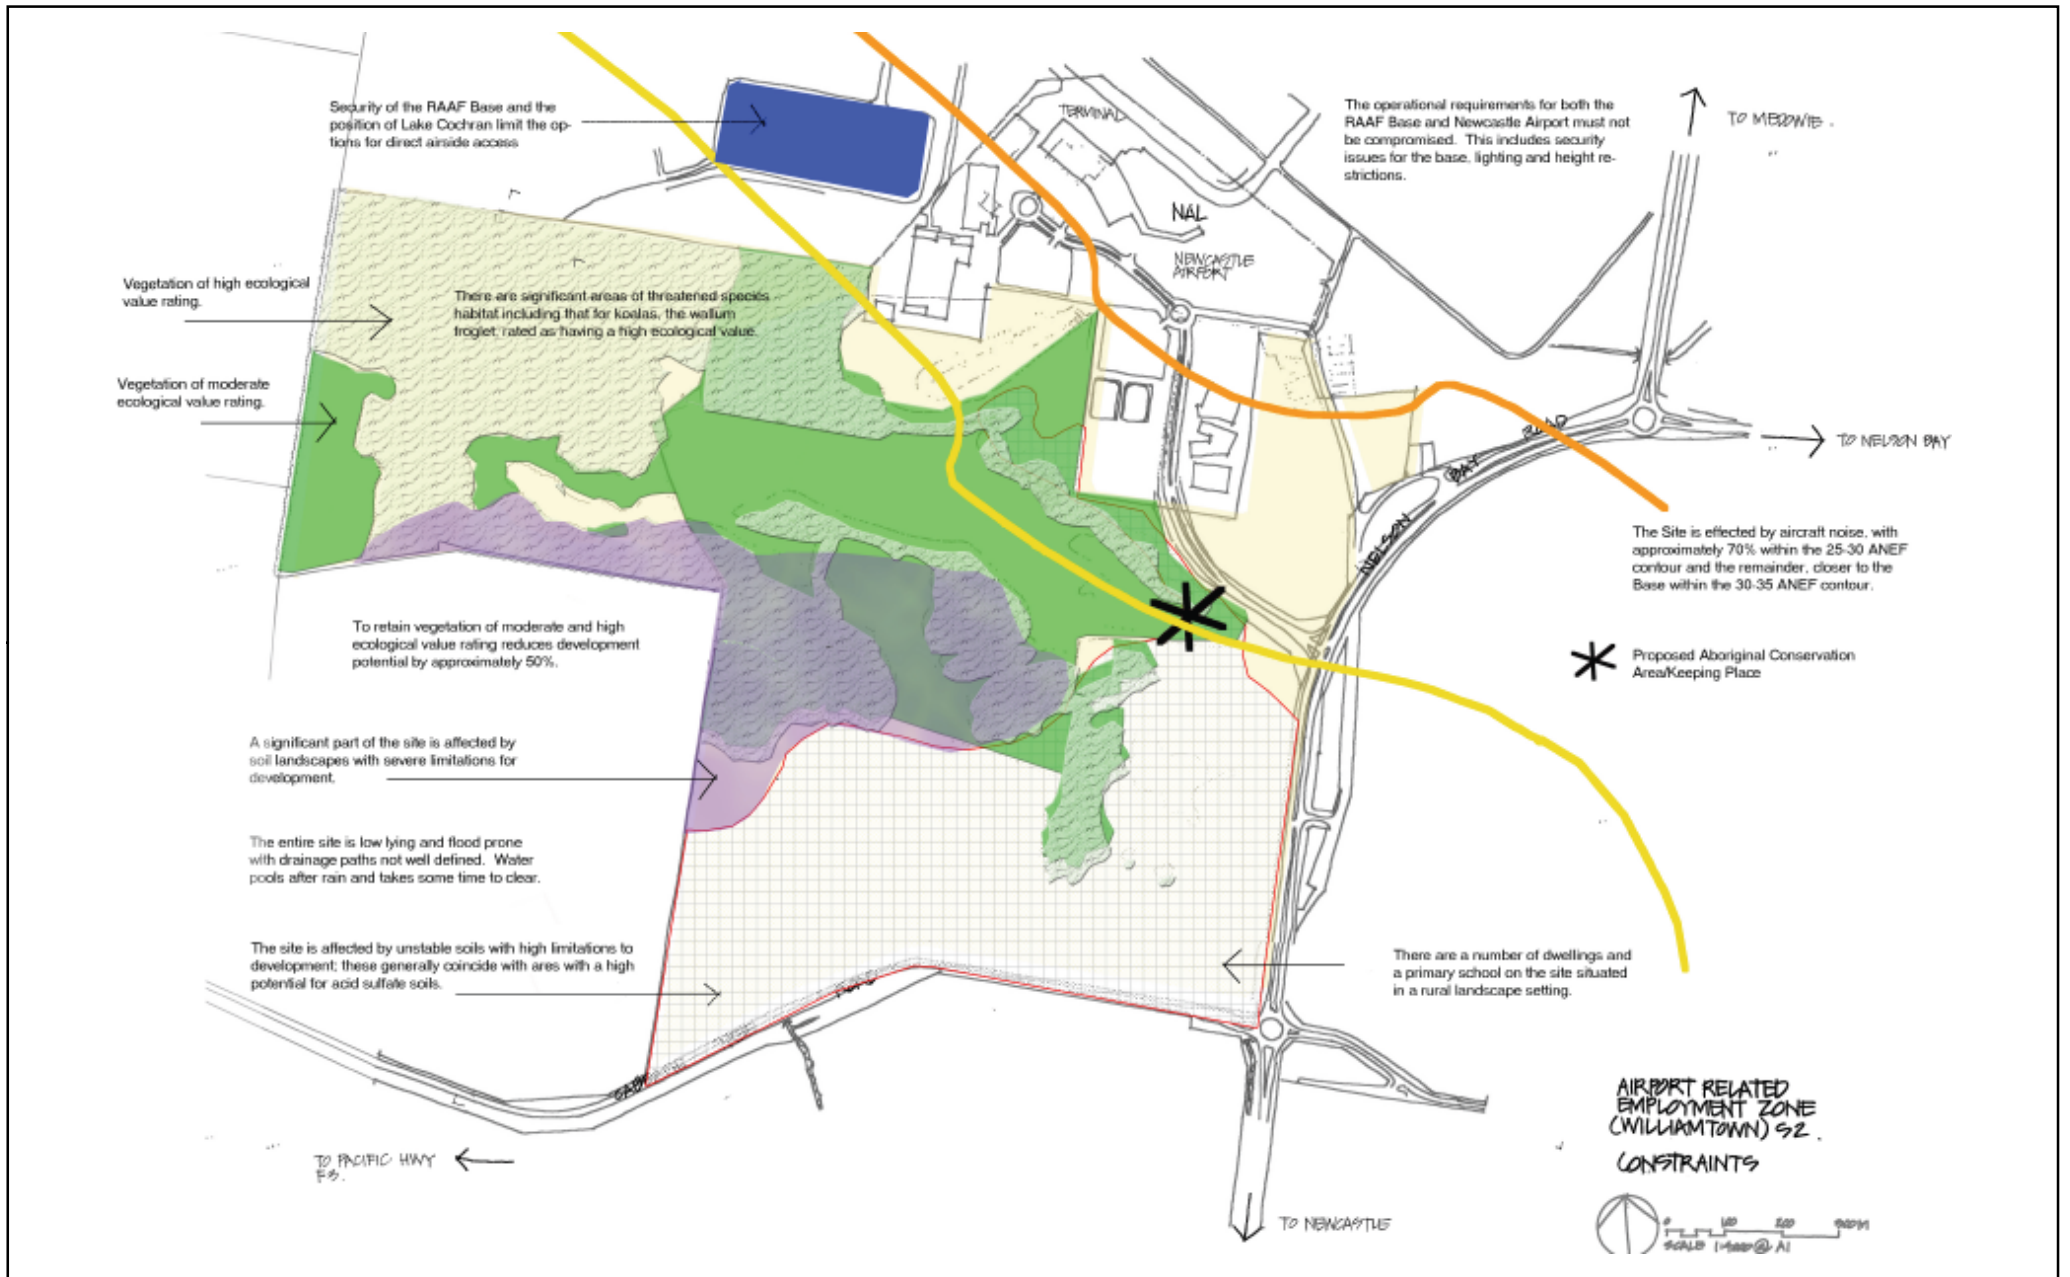 Security of the RAAF Base and the
position of Lake Cochran limit the op-
tions for direct airside access
TERMINAL
The operational requirements for both the
RAAF Base and Newcastle Airport must not
be compromised. This includes security
issues for the base, lighting and height re-
strictions.
TO MEDOWIE.
NAL
NEWCASTLE
AIRPORT
Vegetation of high ecological
value rating.
There are significant areas of threatened species
habitat including that for koalas, the wallum
froglet, rated as having a high ecological value.
Vegetation of moderate
ecological value rating.
NELSON BAY ROAD
TO NELSON BAY
The Site is effected by aircraft noise, with
approximately 70% within the 25-30 ANEF
contour and the remainder, closer to the
Base within the 30-35 ANEF contour.
To retain vegetation of moderate and high
ecological value rating reduces development
potential by approximately 50%.
Proposed Aboriginal Conservation
Area/Keeping Place
A significant part of the site is affected by
soil landscapes with severe limitations for
development.
The entire site is low lying and flood prone
with drainage paths not well defined. Water
pools after rain and takes some time to clear.
The site is affected by unstable soils with high limitations to
development; these generally coincide with ares with a high
potential for acid sulfate soils.
There are a number of dwellings and
a primary school on the site situated
in a rural landscape setting.
TO PACIFIC HWY
F3.
TO NEWCASTLE
AIRPORT RELATED
EMPLOYMENT ZONE
(WILLIAMTOWN) S2.
CONSTRAINTS
0 100 200 300M
SCALE @ A1